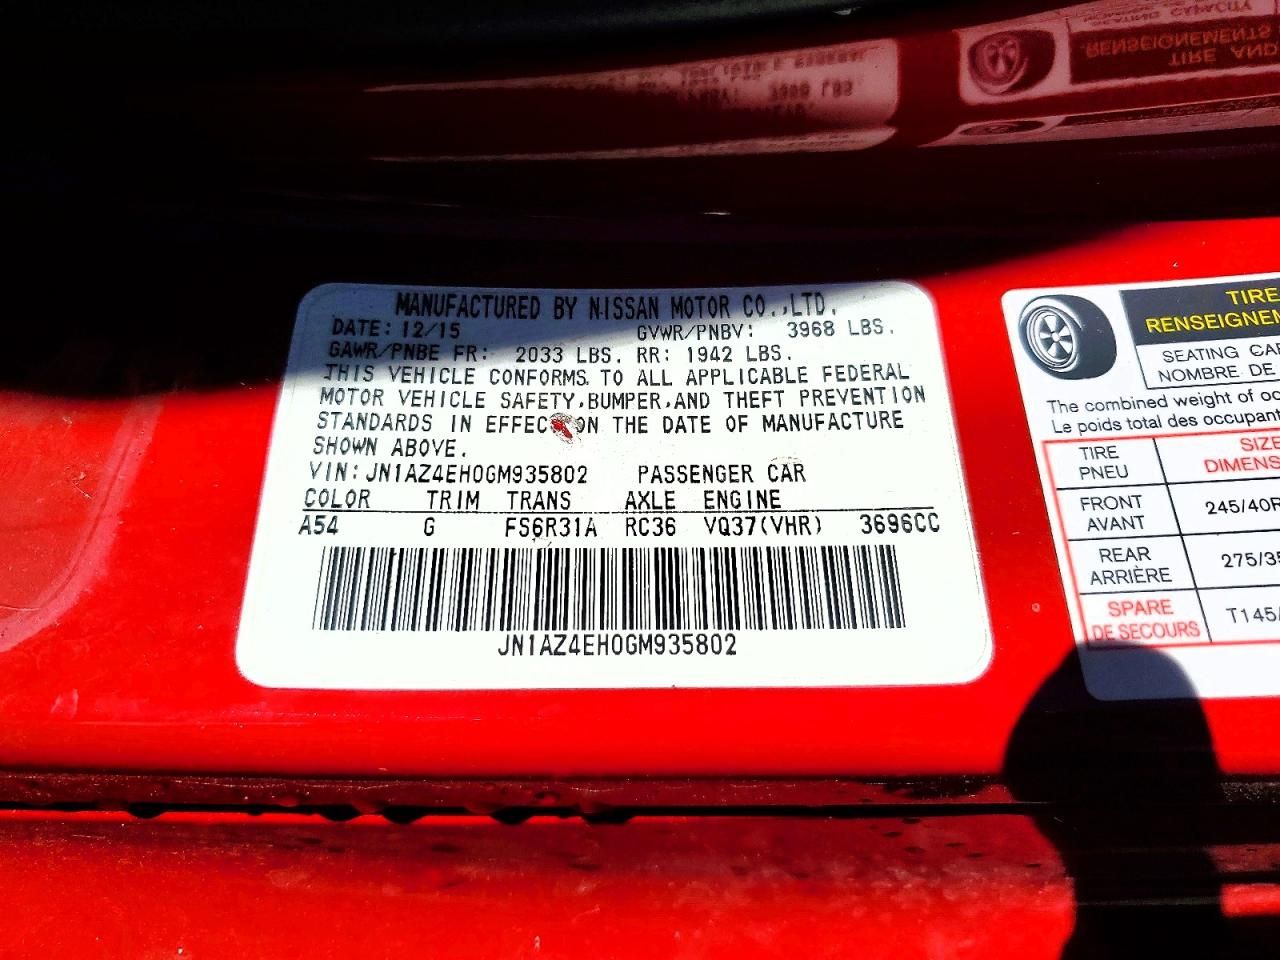 MANUFACTURED BY NISSAN MOTOR CO.,LTD.
DATE: 12/15 GVWR/PNBV: 3968 LBS.
GAWR/PNBE FR: 2033 LBS. RR: 1942 LBS.
THIS VEHICLE CONFORMS TO ALL APPLICABLE FEDERAL
MOTOR VEHICLE SAFETY,BUMPER,AND THEFT PREVENTION
STANDARDS IN EFFEC ON THE DATE OF MANUFACTURE
SHOWN ABOVE.
VIN: JN1AZ4EH0GM935802 PASSENGER CAR
COLOR TRIM TRANS AXLE ENGINE
A54 G FS6R31A RC36 VQ37(VHR) 3696CC
JN1AZ4EH0GM935802
TIRE
RENSEIGNEM
SEATING CAP
NOMBRE DE
The combined weight of oc
Le poids total des occupant
TIRE SIZE
PNEU DIMENS
FRONT
AVANT 245/40R
REAR
ARRIÈRE 275/35
SPARE
DE SECOURS T145/